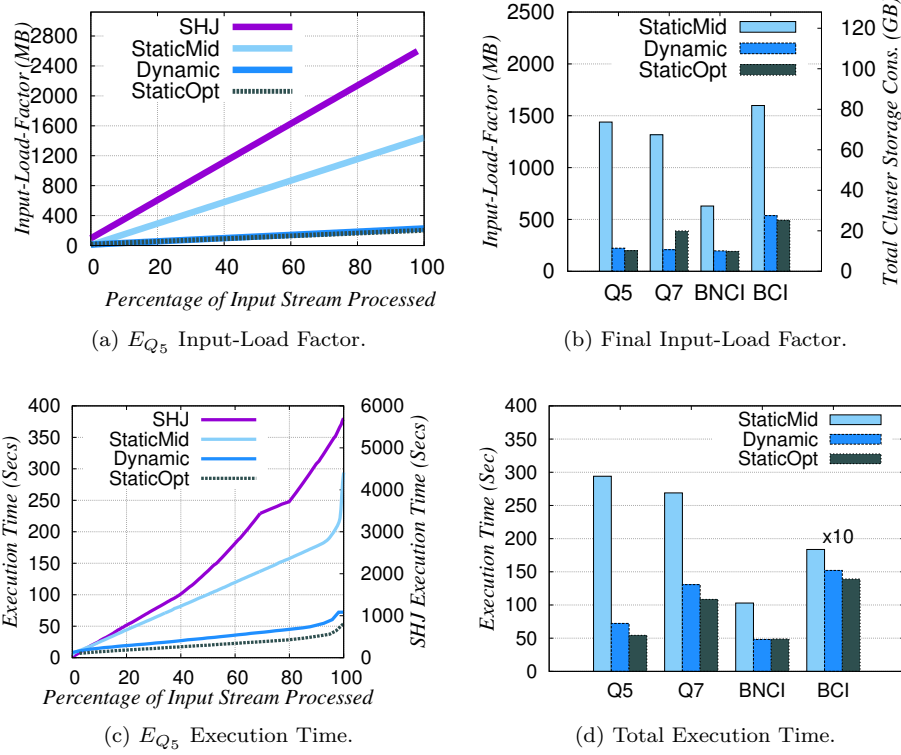 Input-Load-Factor (MB)
2800
2400
2000
1600
1200
800
400
0
SHJ
StaticMid
Dynamic
StaticOpt
0 20 40 60 80 100
Percentage of Input Stream Processed
(a) E_{Q_5} Input-Load Factor.
Input-Load-Factor (MB)
2500
2000
1500
1000
500
0
StaticMid
Dynamic
StaticOpt
120
100
80
60
40
20
0
Total Cluster Storage Cons. (GB)
Q5 Q7 BNCI BCI
(b) Final Input-Load Factor.
Execution Time (Secs)
400
350
300
250
200
150
100
50
0
SHJ
StaticMid
Dynamic
StaticOpt
6000
5000
4000
3000
2000
1000
0
SHJ Execution Time (Secs)
0 20 40 60 80 100
Percentage of Input Stream Processed
(c) E_{Q_5} Execution Time.
Execution Time (Sec)
400
350
300
250
200
150
100
50
0
StaticMid
Dynamic
StaticOpt
x10
Q5 Q7 BNCI BCI
(d) Total Execution Time.